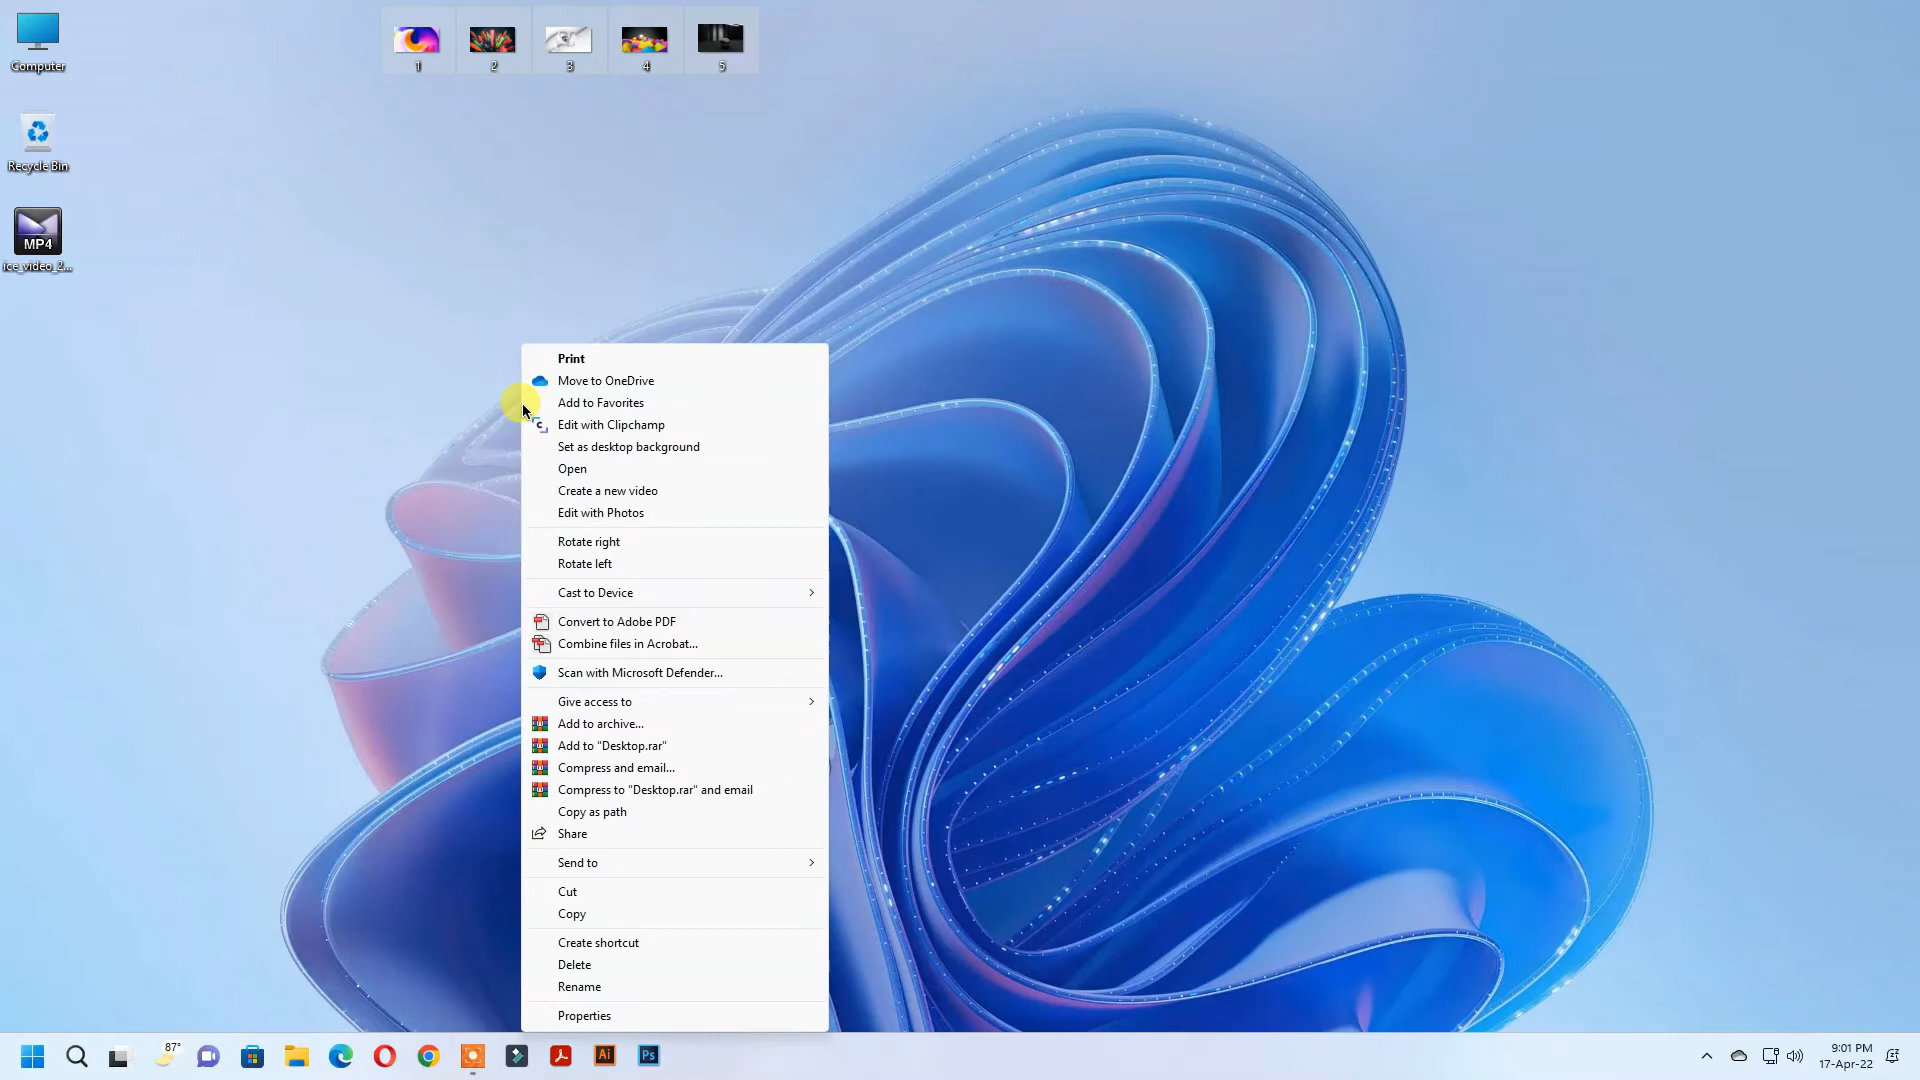 Computer
Recycle Bin
MP4
ice_video_2...
1
2
3
4
5
Print
Move to OneDrive
Add to Favorites
Edit with Clipchamp
Set as desktop background
Open
Create a new video
Edit with Photos
Rotate right
Rotate left
Cast to Device
Convert to Adobe PDF
Combine files in Acrobat...
Scan with Microsoft Defender...
Give access to
Add to archive...
Add to "Desktop.rar"
Compress and email...
Compress to "Desktop.rar" and email
Copy as path
Share
Send to
Cut
Copy
Create shortcut
Delete
Rename
Properties
87°
Ai
Ps
9:01 PM
17-Apr-22